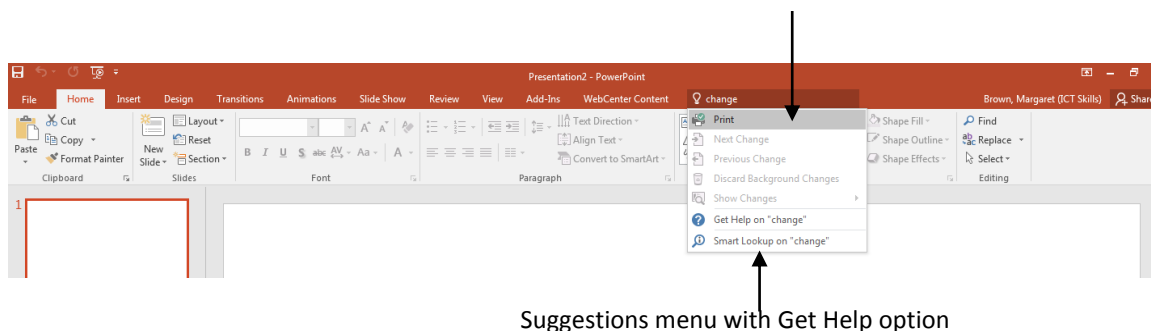 Presentation2 - PowerPoint
File Home Insert Design Transitions Animations Slide Show Review View Add-Ins WebCenter Content change Brown, Margaret (ICT Skills) Shar
Paste
Cut
Copy
Format Painter
Clipboard
New
Slide
Layout
Reset
Section
Slides
B I U S abc AV Aa A
Font
Text Direction
Align Text
Convert to SmartArt
Paragraph
Print
Next Change
Previous Change
Discard Background Changes
Show Changes
Get Help on "change"
Smart Lookup on "change"
Shape Fill
Shape Outline
Shape Effects
Find
Replace
Select
Editing
1
Suggestions menu with Get Help option